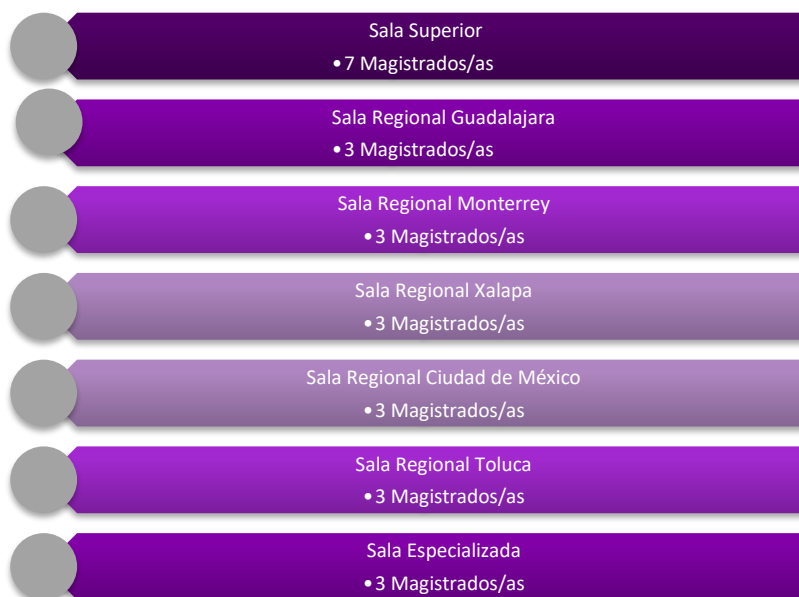 Sala Superior
•7 Magistrados/as
Sala Regional Guadalajara
•3 Magistrados/as
Sala Regional Monterrey
•3 Magistrados/as
Sala Regional Xalapa
•3 Magistrados/as
Sala Regional Ciudad de México
•3 Magistrados/as
Sala Regional Toluca
•3 Magistrados/as
Sala Especializada
•3 Magistrados/as